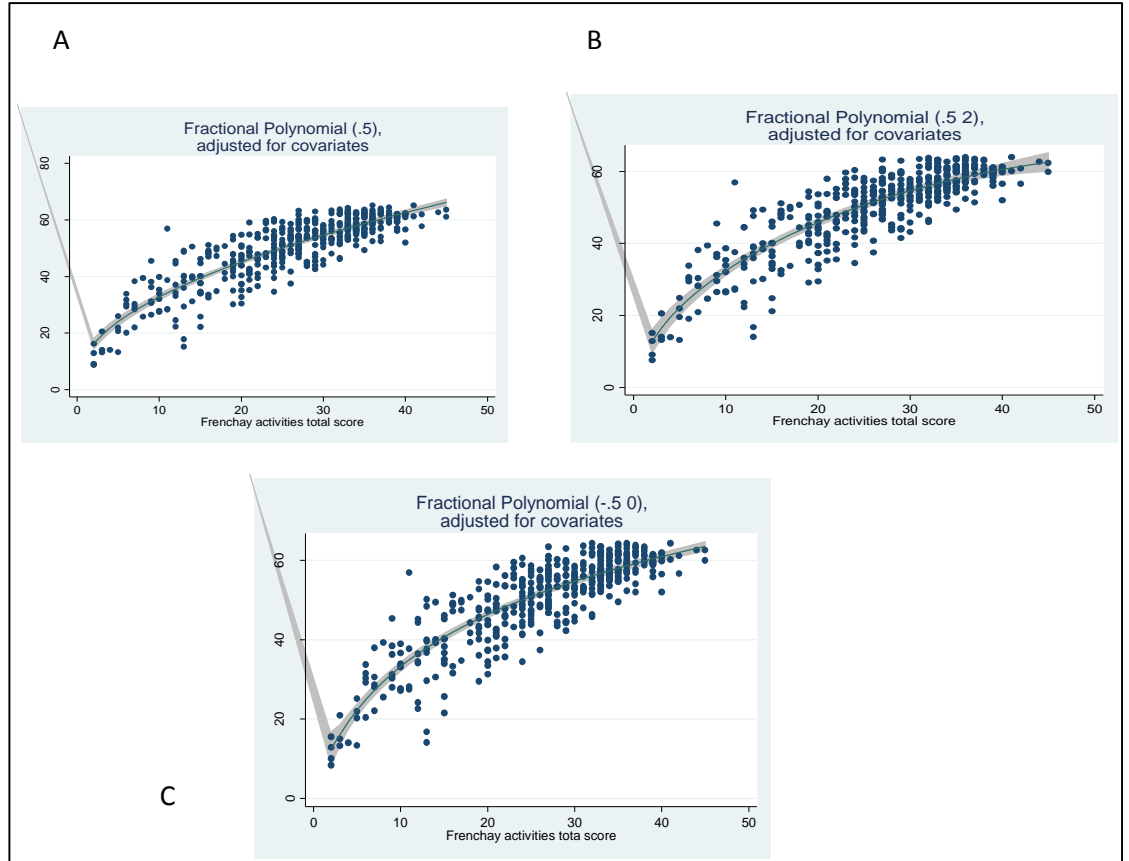 A
B
Fractional Polynomial (.5),
adjusted for covariates
80
60
40
20
0
0 10 20 30 40 50
Frenchay activities total score
Fractional Polynomial (.5 2),
adjusted for covariates
60
40
20
0
0 10 20 30 40 50
Frenchay activities total score
Fractional Polynomial (-.5 0),
adjusted for covariates
60
40
20
0
0 10 20 30 40 50
Frenchay activities tota score
C